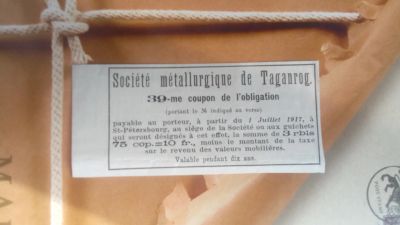 Société métallurgique de Taganrog.
39-me coupon de l'obligation
(portant le № indiqué au verso)
payable au porteur, à partir du 1 Juillet 1917, à
St-Pétersbourg, au siège de la Société ou aux guichets
qui seront désignés à cet effet, la somme de 3 rbls
75 cop.=10 fr., moins le montant de la taxe
sur le revenu des valeurs mobilières.
Valable pendant dix ans.
MAR